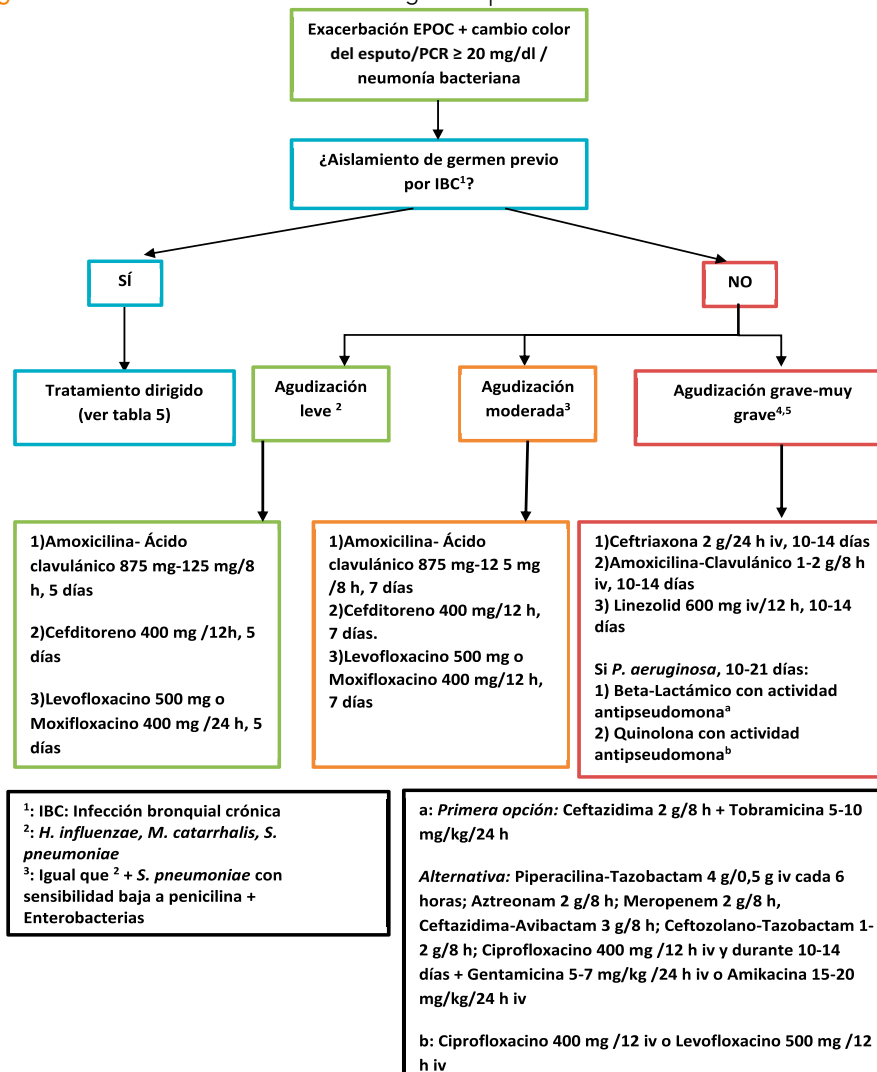 Exacerbación EPOC + cambio color
del esputo/PCR ≥ 20 mg/dl /
neumonía bacteriana
¿Aislamiento de germen previo
por IBC¹?
SÍ
NO
Tratamiento dirigido
(ver tabla 5)
Agudización
leve ²
Agudización
moderada³
Agudización grave-muy
grave⁴,⁵
1)Amoxicilina- Ácido
clavulánico 875 mg-125 mg/8
h, 5 días
2)Cefditoreno 400 mg /12h, 5
días
3)Levofloxacino 500 mg o
Moxifloxacino 400 mg /24 h, 5
días
1)Amoxicilina- Ácido
clavulánico 875 mg-12 5 mg
/8 h, 7 días
2)Cefditoreno 400 mg/12 h,
7 días.
3)Levofloxacino 500 mg o
Moxifloxacino 400 mg/12 h,
7 días
1)Ceftriaxona 2 g/24 h iv, 10-14 días
2)Amoxicilina-Clavulánico 1-2 g/8 h
iv, 10-14 días
3) Linezolid 600 mg iv/12 h, 10-14
días
Si P. aeruginosa, 10-21 días:
1) Beta-Lactámico con actividad
antipseudomonaᵃ
2) Quinolona con actividad
antipseudomonaᵇ
¹: IBC: Infección bronquial crónica
²: H. influenzae, M. catarrhalis, S.
pneumoniae
³: Igual que ² + S. pneumoniae con
sensibilidad baja a penicilina +
Enterobacterias
a: Primera opción: Ceftazidima 2 g/8 h + Tobramicina 5-10
mg/kg/24 h
Alternativa: Piperacilina-Tazobactam 4 g/0,5 g iv cada 6
horas; Aztreonam 2 g/8 h; Meropenem 2 g/8 h,
Ceftazidima-Avibactam 3 g/8 h; Ceftozolano-Tazobactam 1-
2 g/8 h; Ciprofloxacino 400 mg /12 h iv y durante 10-14
días + Gentamicina 5-7 mg/kg /24 h iv o Amikacina 15-20
mg/kg/24 h iv
b: Ciprofloxacino 400 mg /12 iv o Levofloxacino 500 mg /12
h iv